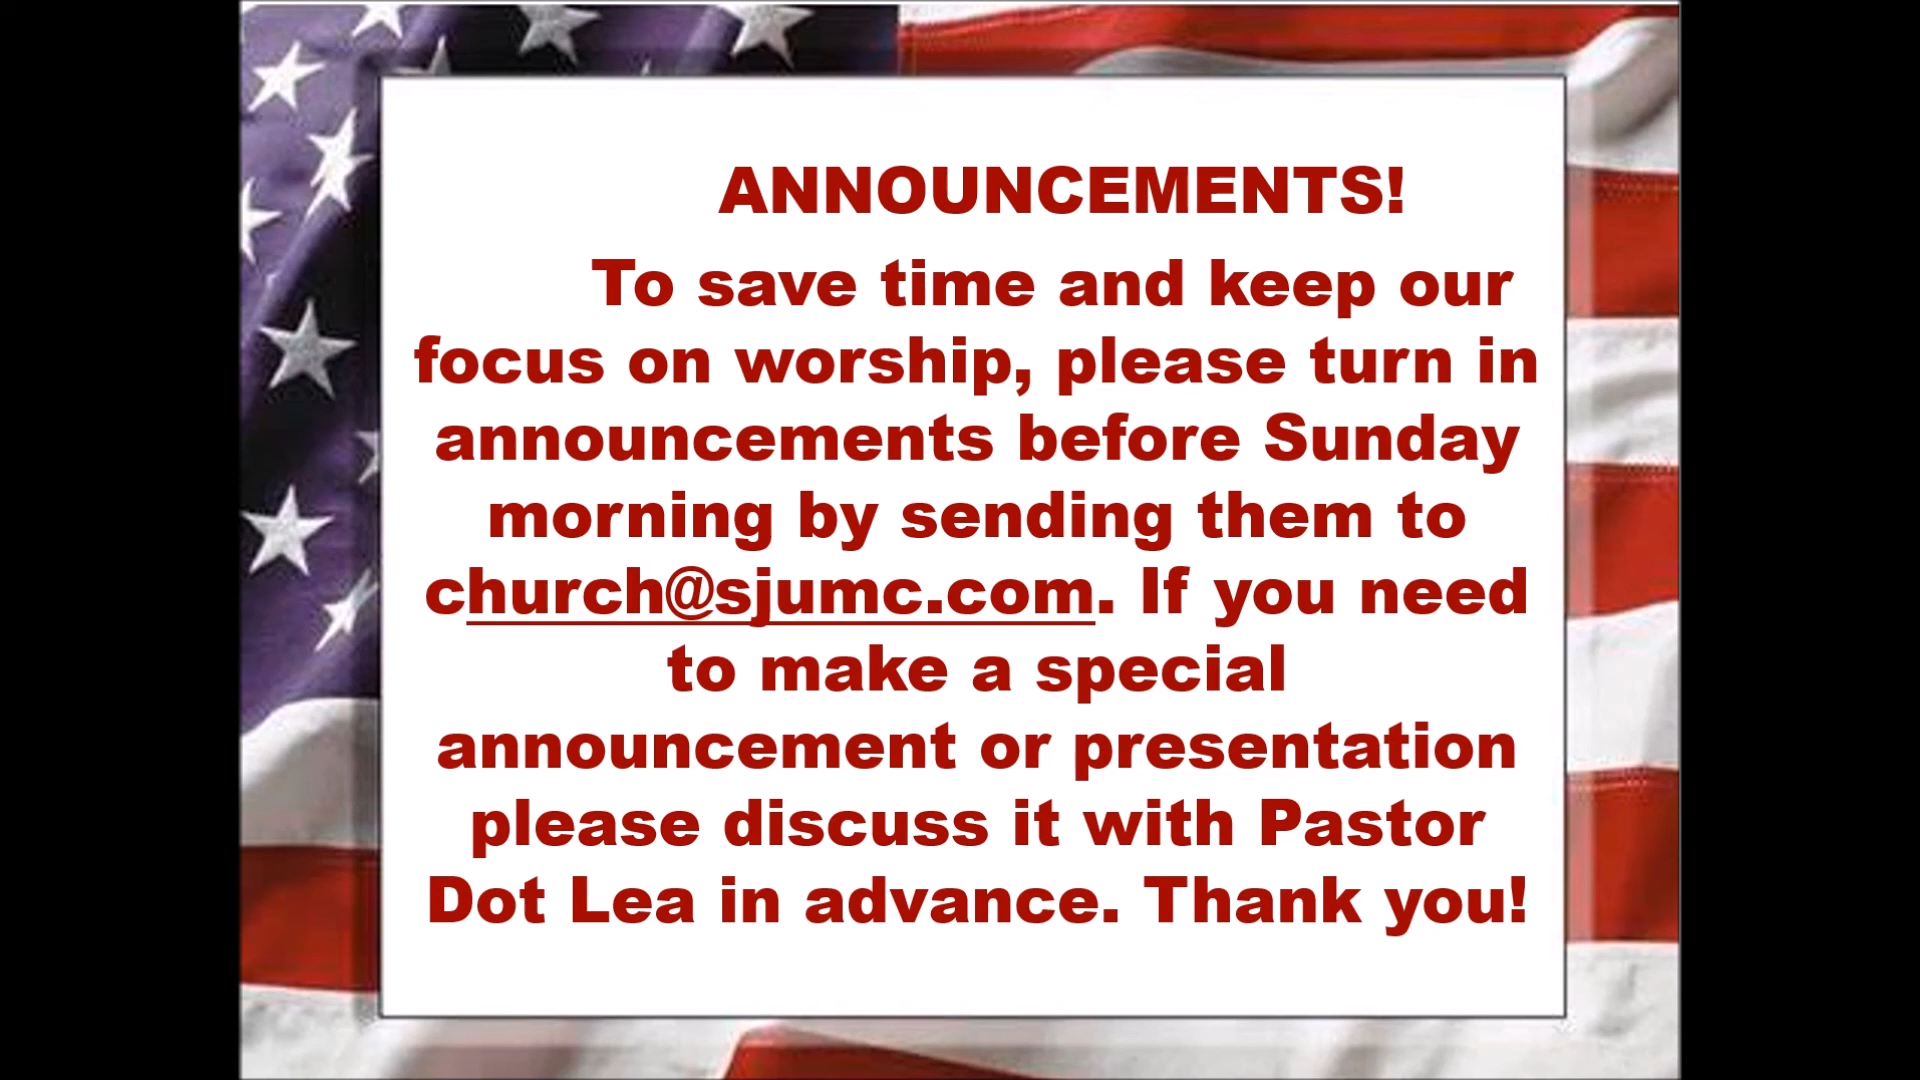 ANNOUNCEMENTS!
To save time and keep our
focus on worship, please turn in
announcements before Sunday
morning by sending them to
church@sjumc.com. If you need
to make a special
announcement or presentation
please discuss it with Pastor
Dot Lea in advance. Thank you!